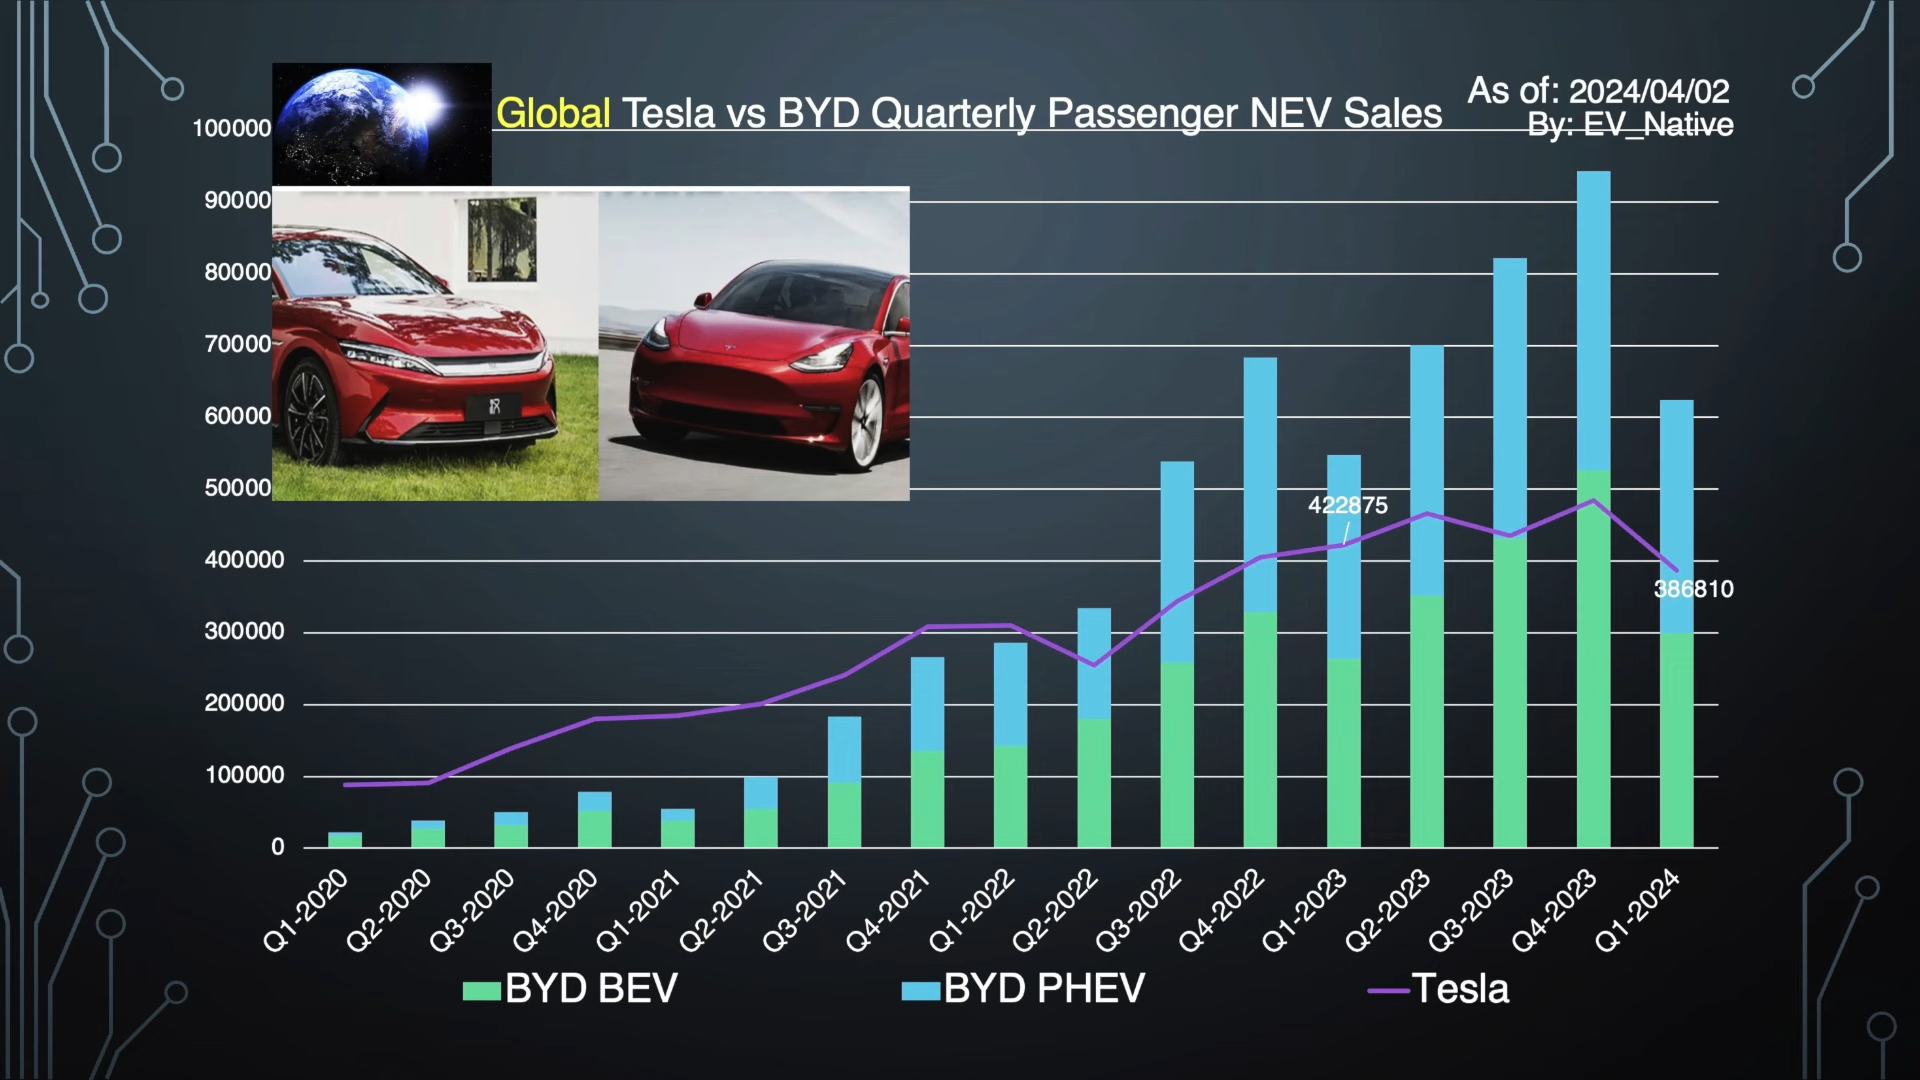 Global Tesla vs BYD Quarterly Passenger NEV Sales
As of: 2024/04/02
By: EV_Native
100000
90000
80000
70000
60000
50000
400000
300000
200000
100000
0
422875
386810
Q1-2020
Q2-2020
Q3-2020
Q4-2020
Q1-2021
Q2-2021
Q3-2021
Q4-2021
Q1-2022
Q2-2022
Q3-2022
Q4-2022
Q1-2023
Q2-2023
Q3-2023
Q4-2023
Q1-2024
BYD BEV
BYD PHEV
Tesla